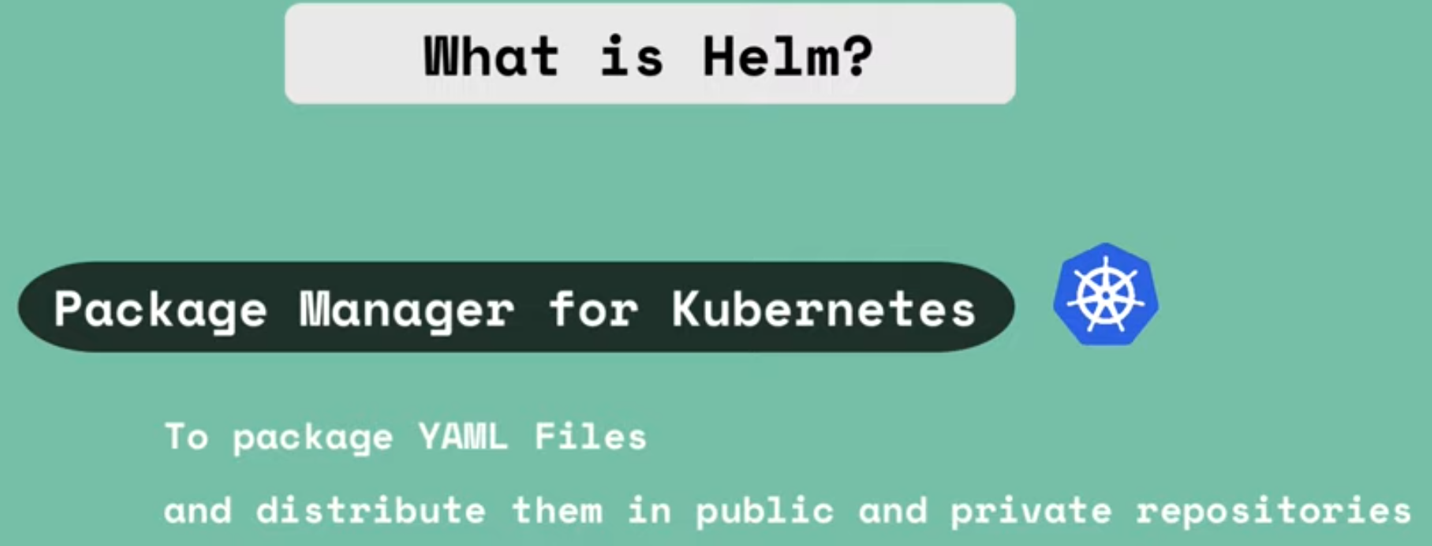 What is Helm?
Package Manager for Kubernetes
To package YAML Files
and distribute them in public and private repositories